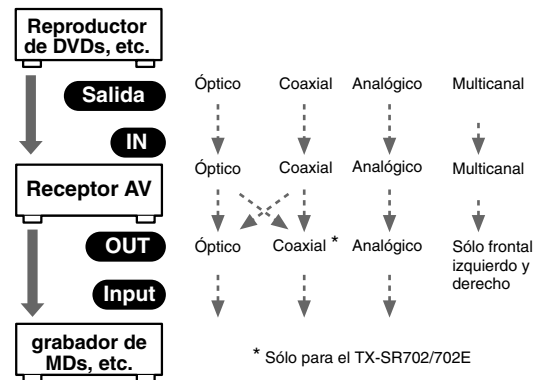 Reproductor
de DVDs, etc.
Salida
Óptico Coaxial Analógico Multicanal
IN
Receptor AV
Óptico Coaxial Analógico Multicanal
OUT
Óptico Coaxial * Analógico Sólo frontal
izquierdo y
derecho
Input
grabador de
MDs, etc.
* Sólo para el TX-SR702/702E